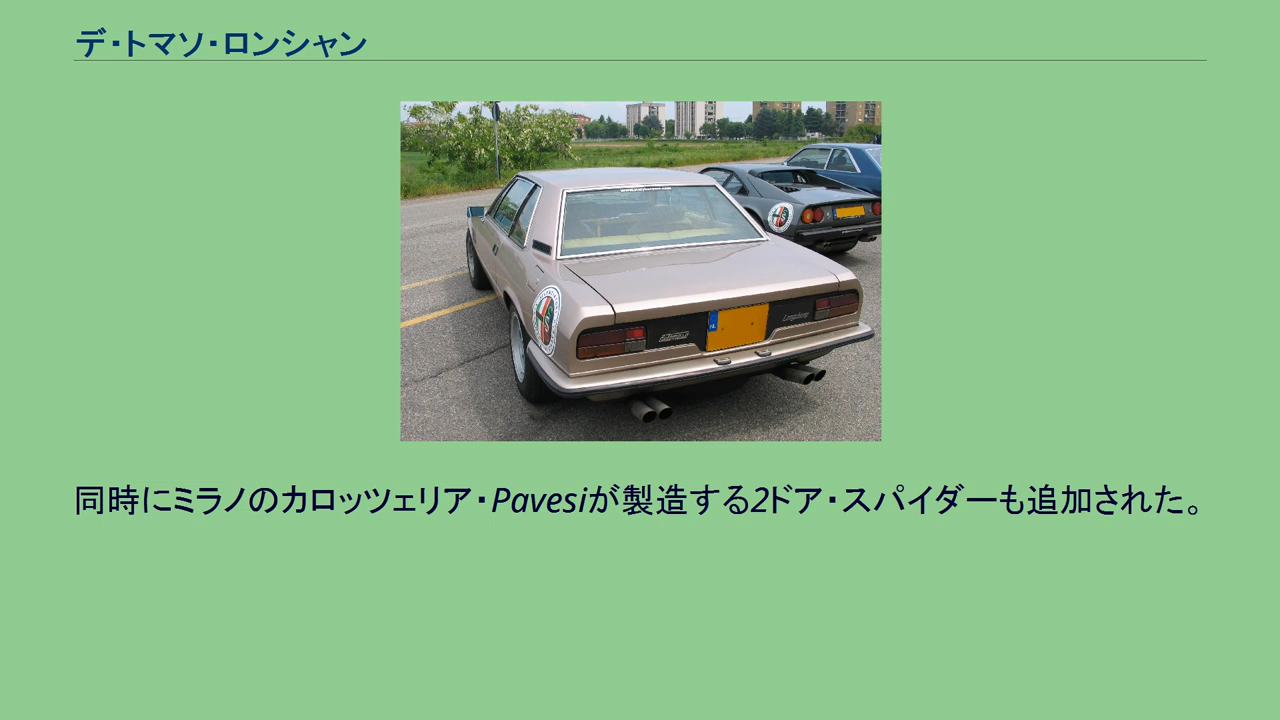 デ・トマソ・ロンシャン
Longchamp
NL
同時にミラノのカロッツェリア・Pavesiが製造する2ドア・スパイダーも追加された。